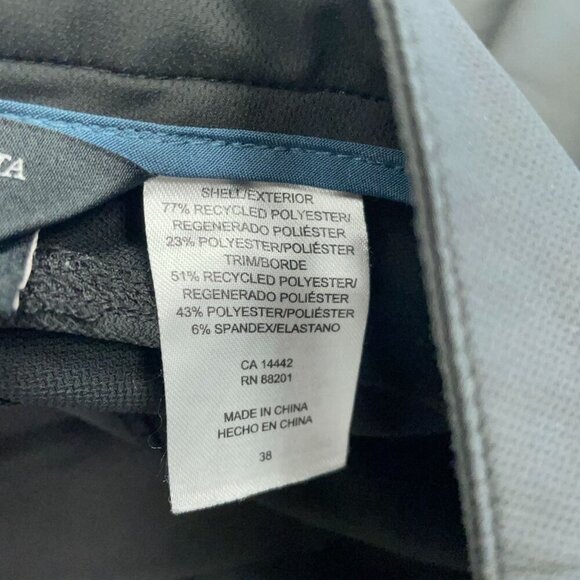 TA
SHELL/EXTERIOR
77% RECYCLED POLYESTER/
REGENERADO POLIÉSTER
23% POLYESTER/POLIÉSTER
TRIM/BORDE
51% RECYCLED POLYESTER/
REGENERADO POLIÉSTER
43% POLYESTER/POLIÉSTER
6% SPANDEX/ELASTANO
CA 14442
RN 88201
MADE IN CHINA
HECHO EN CHINA
38